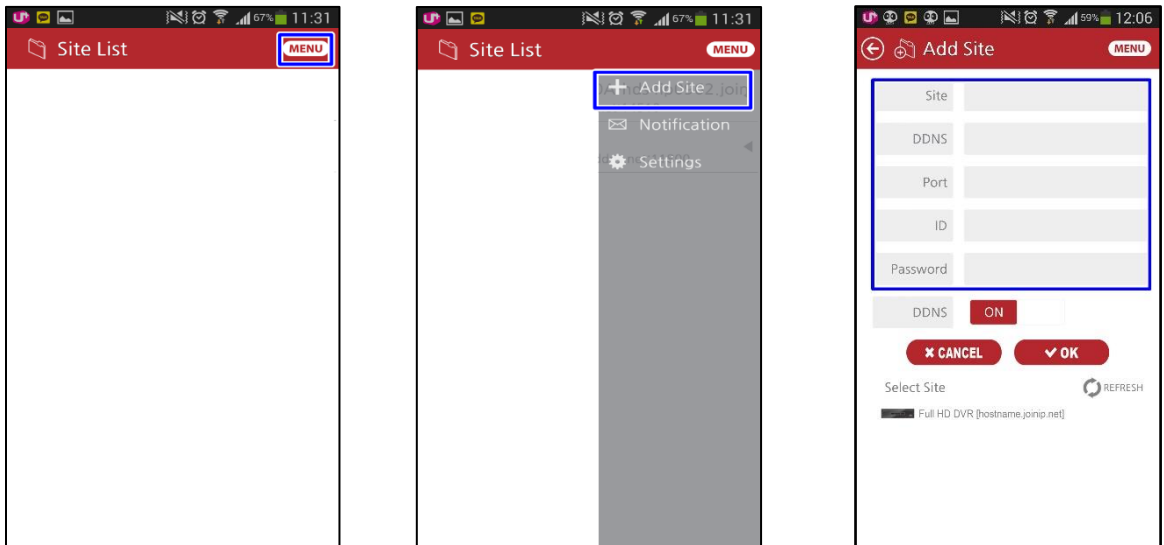 67% 11:31
Site List MENU
67% 11:31
Site List MENU
Add Site
Notification
Settings
59% 12:06
Add Site MENU
Site
DDNS
Port
ID
Password
DDNS ON
CANCEL OK
Select Site REFRESH
Full HD DVR [hostname.joinip.net]